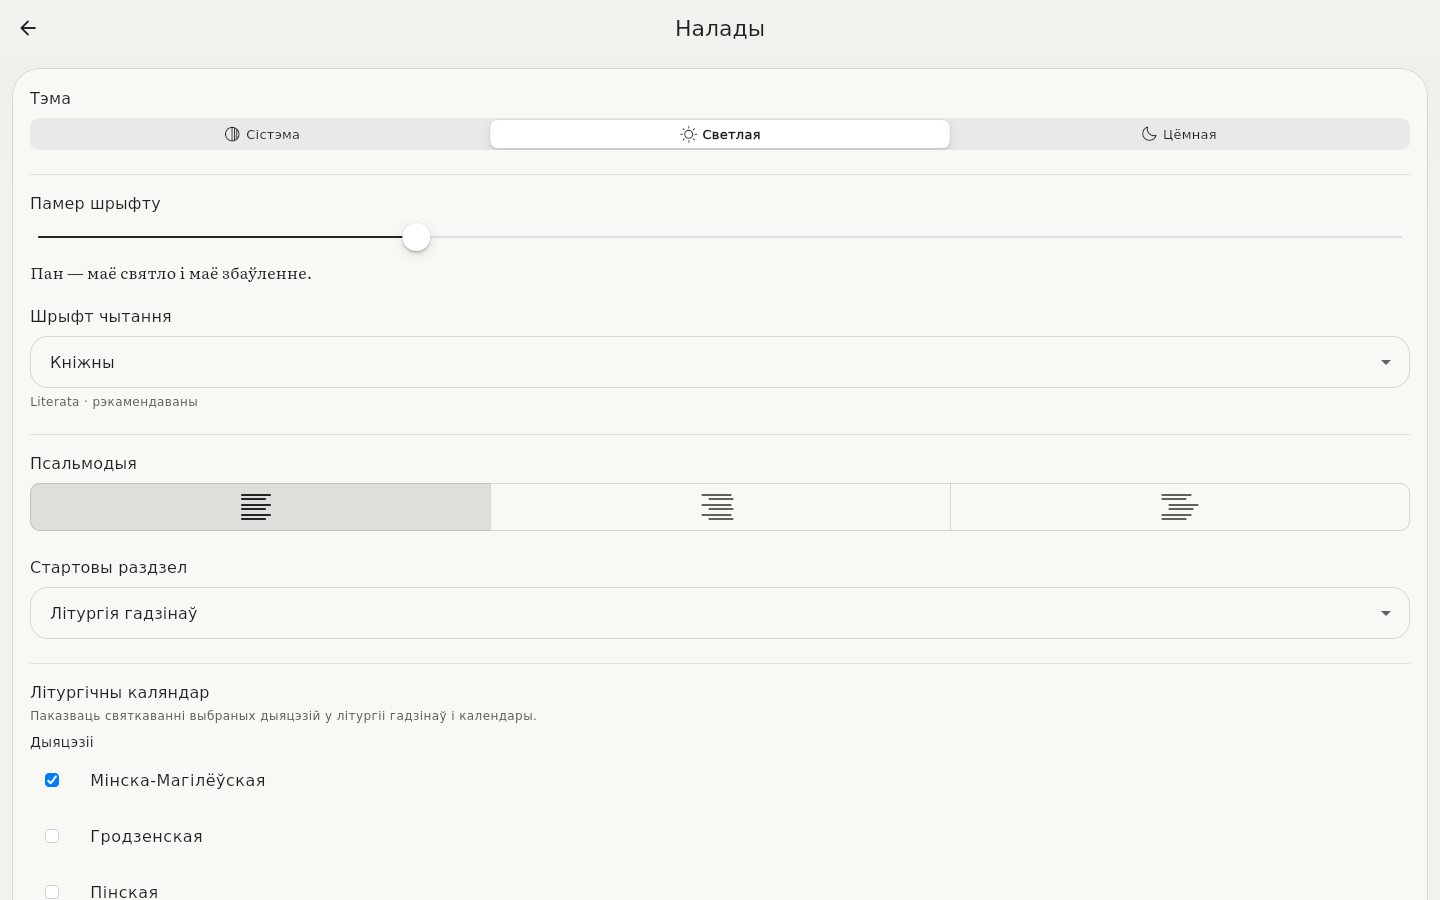 Налады
Тэма
Сістэма
Светлая
Цёмная
Памер шрыфту
Пан — маё святло і маё збаўленне.
Шрыфт чытання
Кніжны
Literata · рэкамендаваны
Псальмодыя
Стартовы раздзел
Літургія гадзінаў
Літургічны каляндар
Паказваць святкаванні выбраных дыяцэзій у літургіі гадзінаў і календары.
Дыяцэзіі
Мінска-Магілёўская
Гродзенская
Пінская